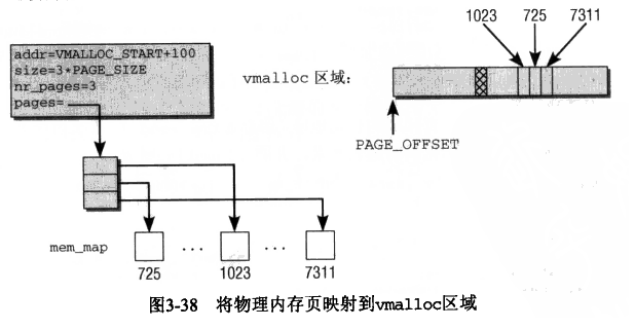 1023 725 7311
addr=VMALLOC_START+100
size=3*PAGE_SIZE
nr_pages=3
pages=
vmalloc 区域:
PAGE_OFFSET
mem_map
... ...
725 1023 7311
图3-38 将物理内存页映射到vmalloc区域